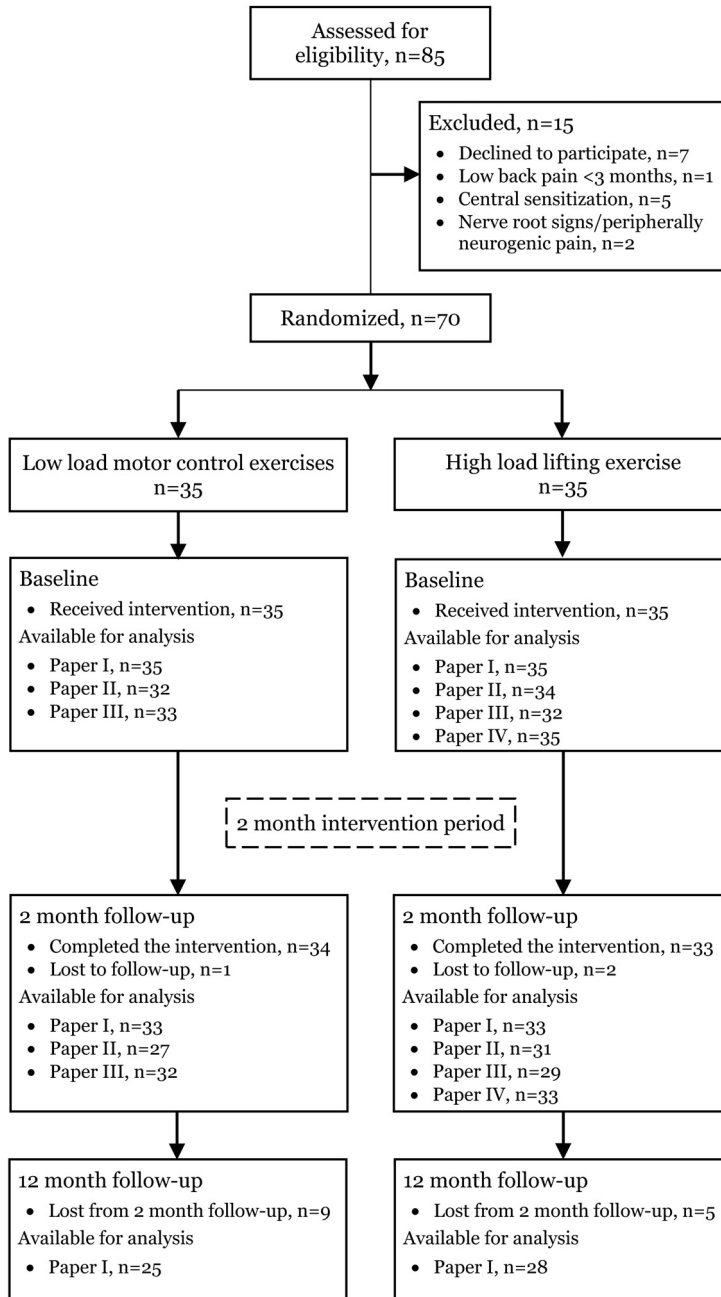 Assessed for
eligibility, n=85
Excluded, n=15
• Declined to participate, n=7
• Low back pain <3 months, n=1
• Central sensitization, n=5
• Nerve root signs/peripherally
neurogenic pain, n=2
Randomized, n=70
Low load motor control exercises
n=35
High load lifting exercise
n=35
Baseline
• Received intervention, n=35
Available for analysis
• Paper I, n=35
• Paper II, n=32
• Paper III, n=33
Baseline
• Received intervention, n=35
Available for analysis
• Paper I, n=35
• Paper II, n=34
• Paper III, n=32
• Paper IV, n=35
2 month intervention period
2 month follow-up
• Completed the intervention, n=34
• Lost to follow-up, n=1
Available for analysis
• Paper I, n=33
• Paper II, n=27
• Paper III, n=32
2 month follow-up
• Completed the intervention, n=33
• Lost to follow-up, n=2
Available for analysis
• Paper I, n=33
• Paper II, n=31
• Paper III, n=29
• Paper IV, n=33
12 month follow-up
• Lost from 2 month follow-up, n=9
Available for analysis
• Paper I, n=25
12 month follow-up
• Lost from 2 month follow-up, n=5
Available for analysis
• Paper I, n=28